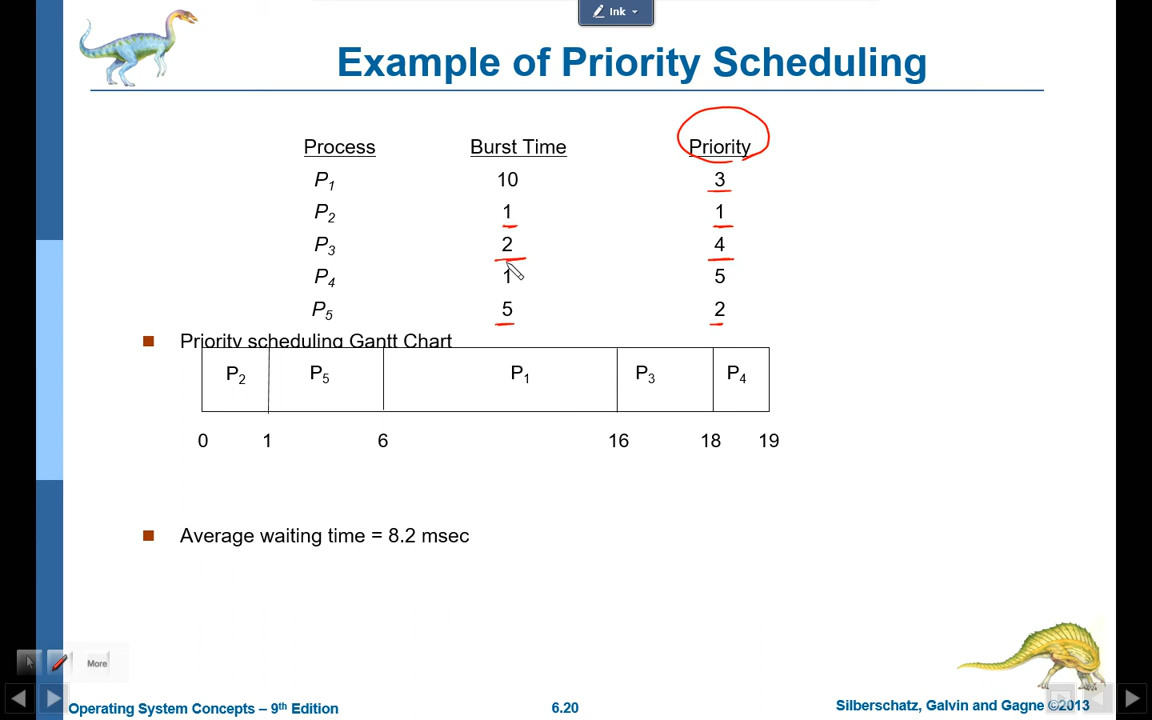 Ink
Example of Priority Scheduling
Process Burst Time Priority
P1 10 3
P2 1 1
P3 2 4
P4 1 5
P5 5 2
Priority scheduling Gantt Chart
P2 P5 P1 P3 P4
0 1 6 16 18 19
Average waiting time = 8.2 msec
More
Operating System Concepts – 9th Edition 6.20 Silberschatz, Galvin and Gagne ©2013